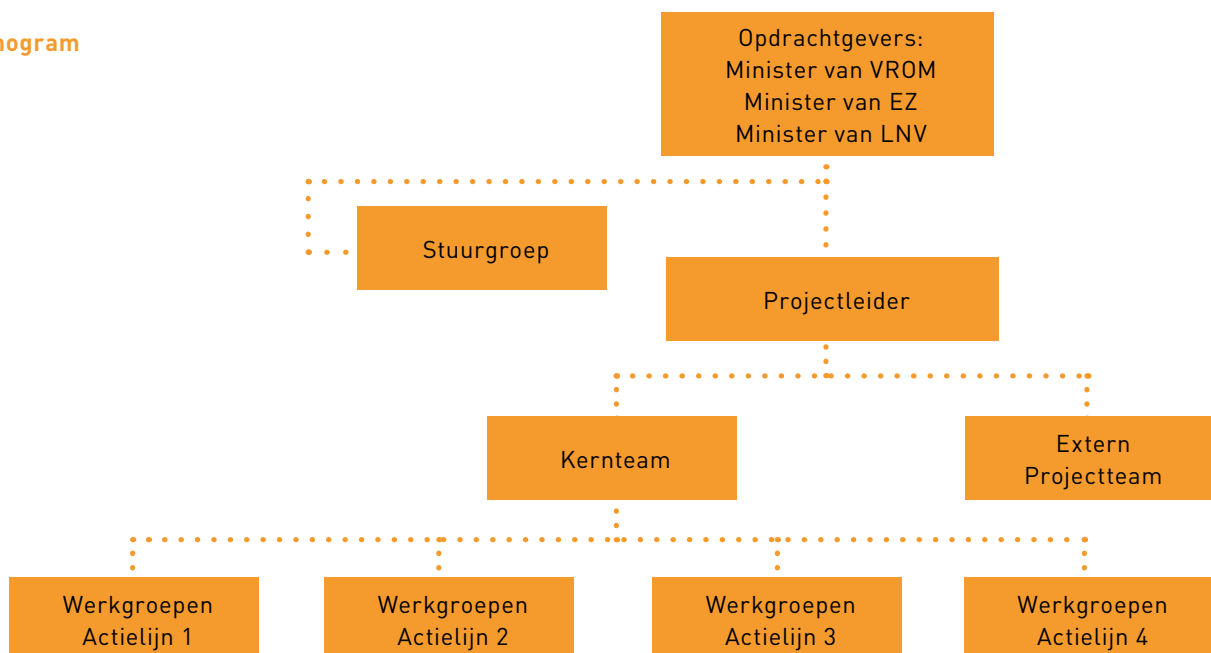 nogram
Opdrachtgevers:
Minister van VROM
Minister van EZ
Minister van LNV
Stuurgroep
Projectleider
Kernteam
Extern
Projectteam
Werkgroepen
Actielijn 1
Werkgroepen
Actielijn 2
Werkgroepen
Actielijn 3
Werkgroepen
Actielijn 4